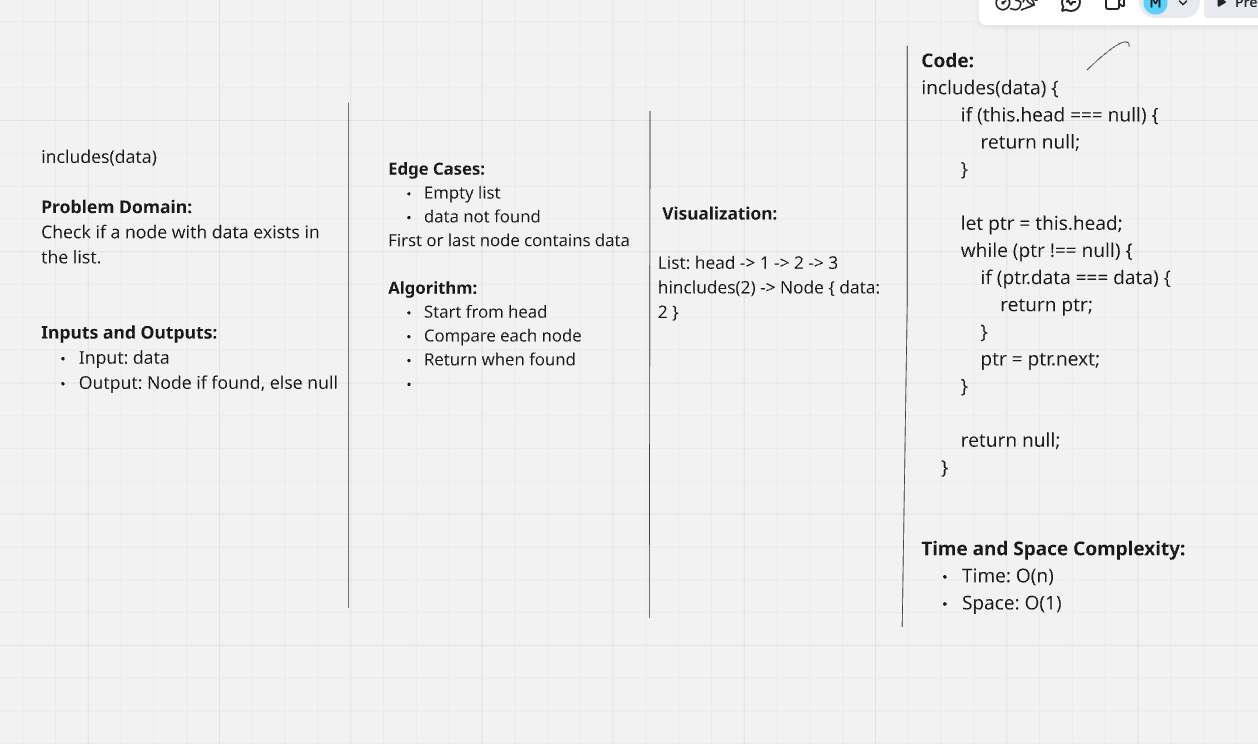 M
Pre
includes(data)
Problem Domain:
Check if a node with data exists in
the list.
Inputs and Outputs:
• Input: data
• Output: Node if found, else null
Edge Cases:
• Empty list
• data not found
First or last node contains data
Algorithm:
• Start from head
• Compare each node
• Return when found
•
Visualization:
List: head -> 1 -> 2 -> 3
hincludes(2) -> Node { data:
2 }
Code:
includes(data) {
if (this.head === null) {
return null;
}
let ptr = this.head;
while (ptr !== null) {
if (ptr.data === data) {
return ptr;
}
ptr = ptr.next;
}
return null;
}
Time and Space Complexity:
• Time: O(n)
• Space: O(1)